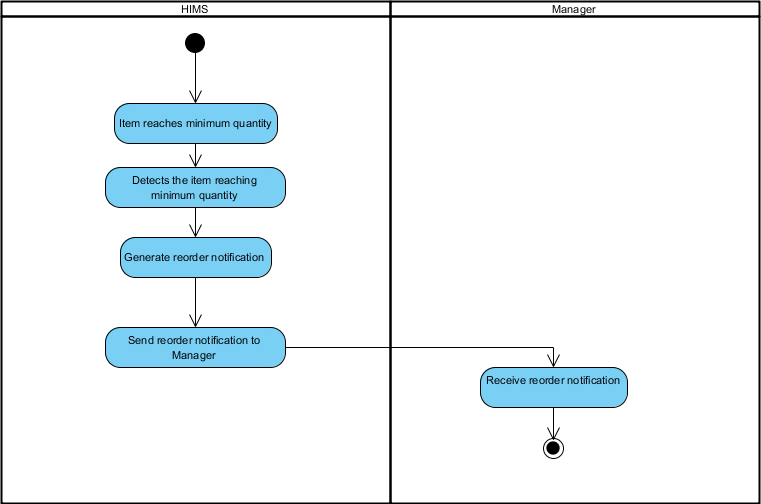 HIMS
Manager
Item reaches minimum quantity
Detects the item reaching
minimum quantity
Generate reorder notification
Send reorder notification to
Manager
Receive reorder notification